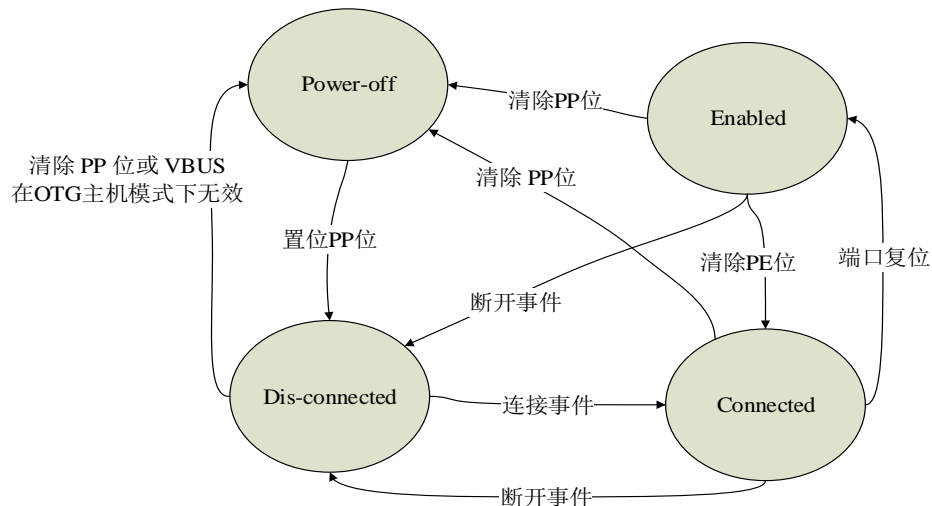 Power-off
清除PP位
Enabled
清除 PP 位或 VBUS
在OTG主机模式下无效
清除 PP位
置位PP位
清除PE位
端口复位
断开事件
Dis-connected
连接事件
Connected
断开事件